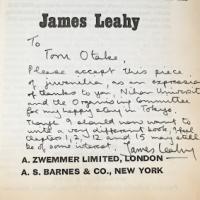 James Leahy
To
Tom Otake,
Please accept this piece
of juvenilia, as an expression
of thanks to you, Nihon Universit
and the Organising Committee
for my happy stay in Tokyo.
Though I should now want to
write a very different book, I feel
Chapters 1, 2, 12 and 15 may still
be of some interest. James Leahy
A. ZWEMMER LIMITED, LONDON
A. S. BARNES & CO., NEW YORK